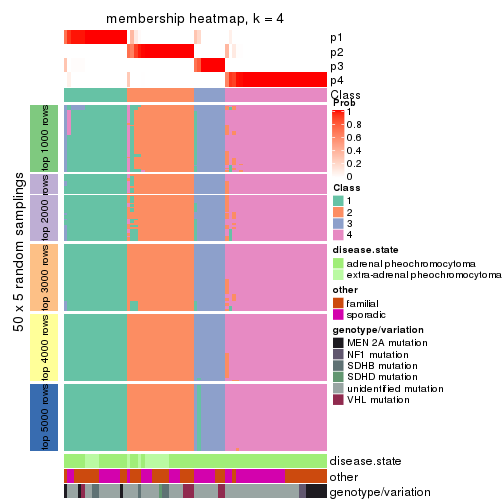 membership heatmap, k = 4
p1
p2
p3
p4
Class
Prob
1
0.8
0.6
0.4
0.2
0
Class
1
2
3
4
disease.state
adrenal pheochromocytoma
extra-adrenal pheochromocytoma
other
familial
sporadic
genotype/variation
MEN 2A mutation
NF1 mutation
SDHB mutation
SDHD mutation
unidentified mutation
VHL mutation
50 x 5 random samplings
top 1000 rows
top 2000 rows
top 3000 rows
top 4000 rows
top 5000 rows
disease.state
other
genotype/variation